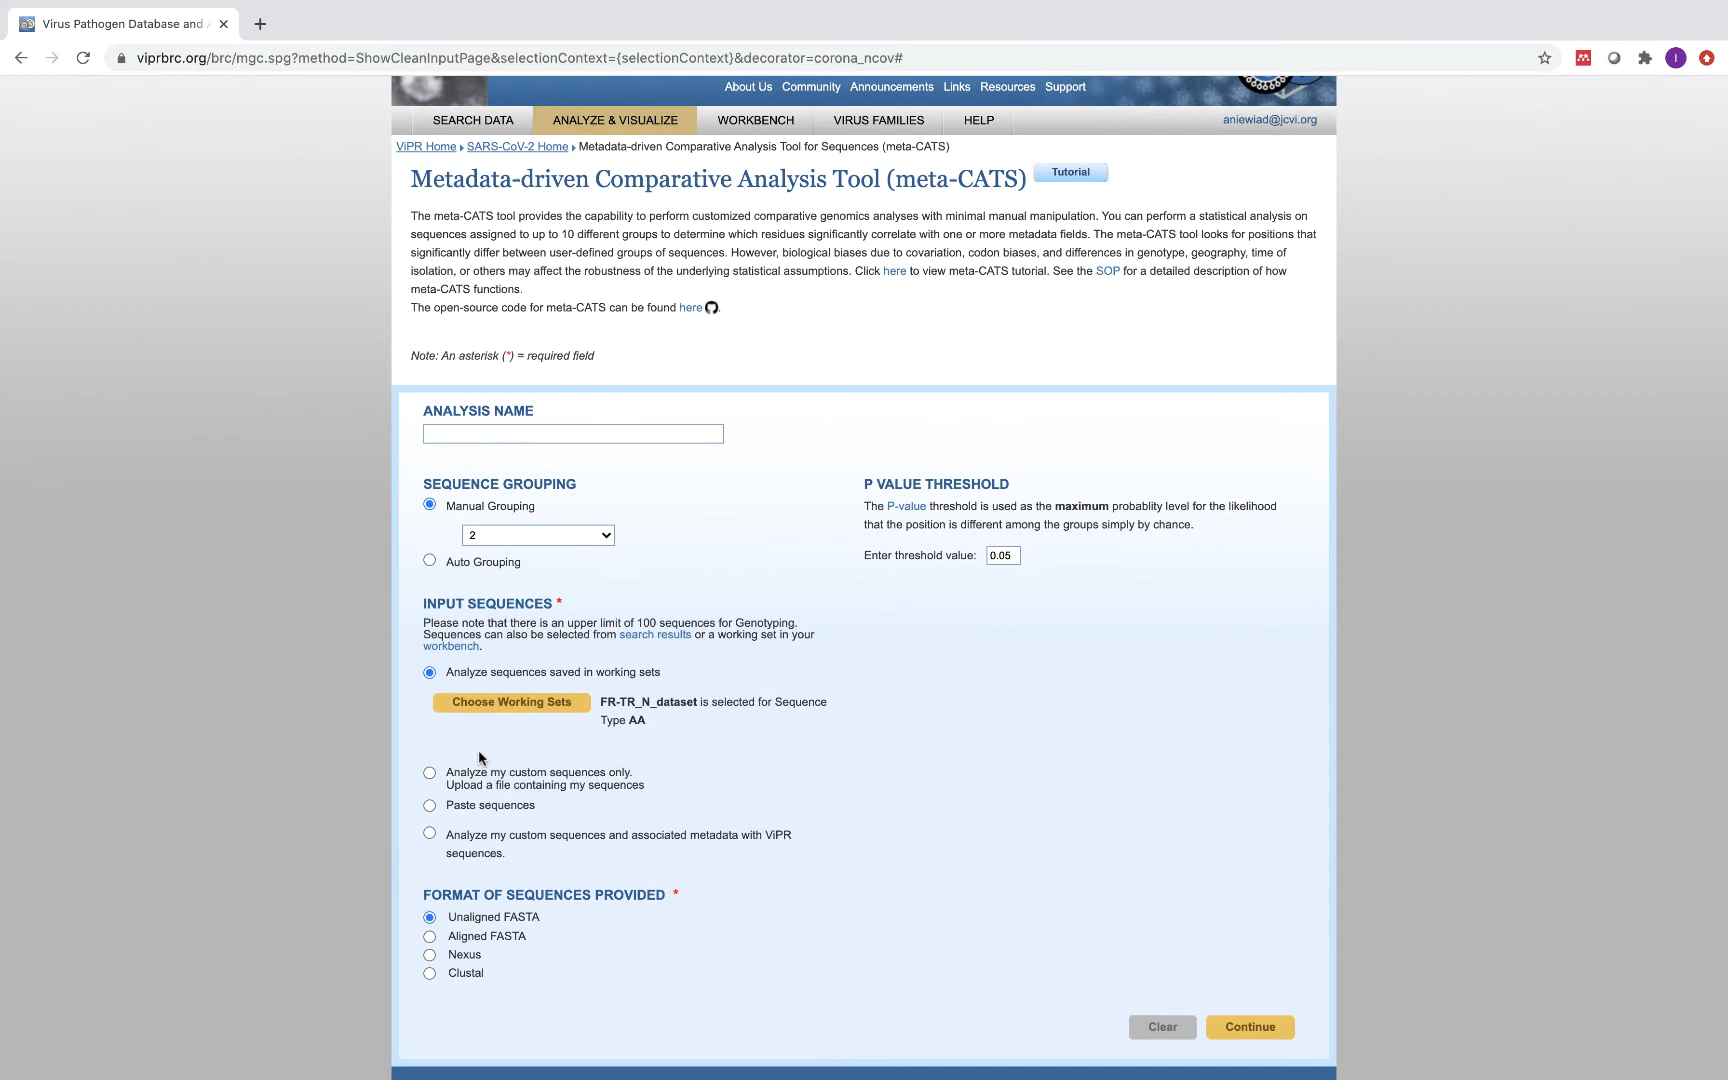 Virus Pathogen Database and
viprbrc.org/brc/mgc.spg?method=ShowCleanInputPage&selectionContext={selectionContext}&decorator=corona_ncov#
I
About Us Community Announcements Links Resources Support
SEARCH DATA ANALYZE & VISUALIZE WORKBENCH VIRUS FAMILIES HELP aniewiad@jcvi.org
ViPR Home SARS-CoV-2 Home Metadata-driven Comparative Analysis Tool for Sequences (meta-CATS)
Metadata-driven Comparative Analysis Tool (meta-CATS) Tutorial
The meta-CATS tool provides the capability to perform customized comparative genomics analyses with minimal manual manipulation. You can perform a statistical analysis on
sequences assigned to up to 10 different groups to determine which residues significantly correlate with one or more metadata fields. The meta-CATS tool looks for positions that
significantly differ between user-defined groups of sequences. However, biological biases due to covariation, codon biases, and differences in genotype, geography, time of
isolation, or others may affect the robustness of the underlying statistical assumptions. Click here to view meta-CATS tutorial. See the SOP for a detailed description of how
meta-CATS functions.
The open-source code for meta-CATS can be found here.
Note: An asterisk (*) = required field
ANALYSIS NAME
SEQUENCE GROUPING
Manual Grouping
2
Auto Grouping
P VALUE THRESHOLD
The P-value threshold is used as the maximum probablity level for the likelihood
that the position is different among the groups simply by chance.
Enter threshold value: 0.05
INPUT SEQUENCES *
Please note that there is an upper limit of 100 sequences for Genotyping.
Sequences can also be selected from search results or a working set in your
workbench.
Analyze sequences saved in working sets
Choose Working Sets FR-TR_N_dataset is selected for Sequence
Type AA
Analyze my custom sequences only.
Upload a file containing my sequences
Paste sequences
Analyze my custom sequences and associated metadata with ViPR
sequences.
FORMAT OF SEQUENCES PROVIDED *
Unaligned FASTA
Aligned FASTA
Nexus
Clustal
Clear Continue